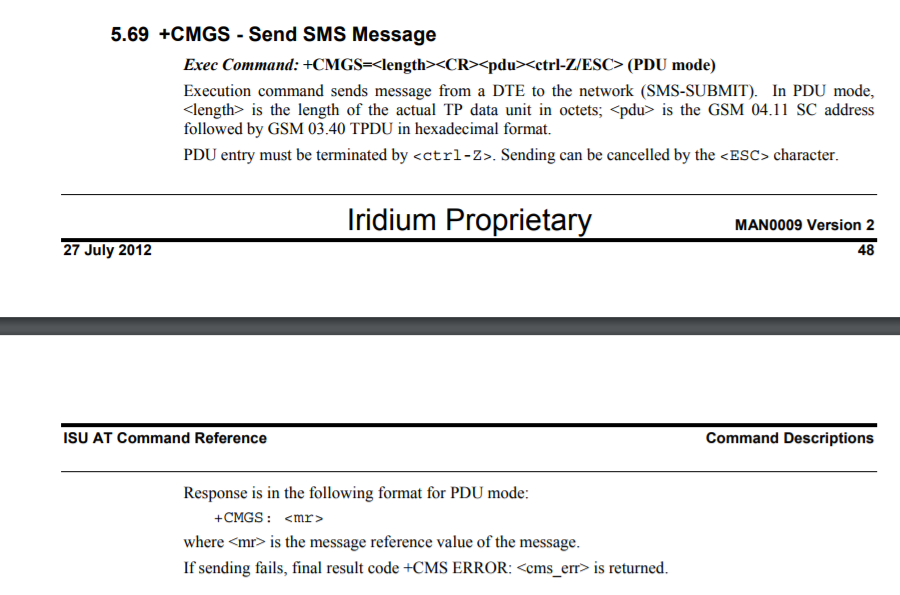 5.69 +CMGS - Send SMS Message
Exec Command: +CMGS=<length><CR><pdu><ctrl-Z/ESC> (PDU mode)
Execution command sends message from a DTE to the network (SMS-SUBMIT). In PDU mode,
<length> is the length of the actual TP data unit in octets; <pdu> is the GSM 04.11 SC address
followed by GSM 03.40 TPDU in hexadecimal format.
PDU entry must be terminated by <ctrl-Z>. Sending can be cancelled by the <ESC> character.
Iridium Proprietary MAN0009 Version 2
27 July 2012 48
ISU AT Command Reference Command Descriptions
Response is in the following format for PDU mode:
+CMGS: <mr>
where <mr> is the message reference value of the message.
If sending fails, final result code +CMS ERROR: <cms_err> is returned.